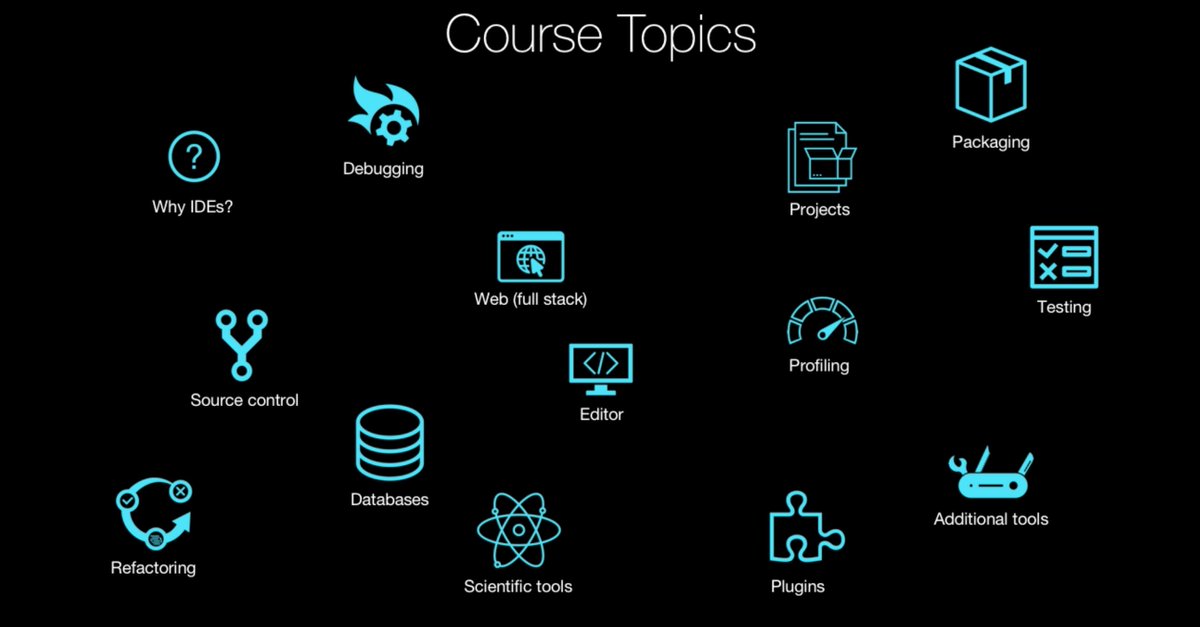 Course Topics
Packaging
Debugging
Why IDEs?
Projects
Web (full stack)
Testing
Profiling
Source control
Editor
Databases
Additional tools
Refactoring
Scientific tools
Plugins